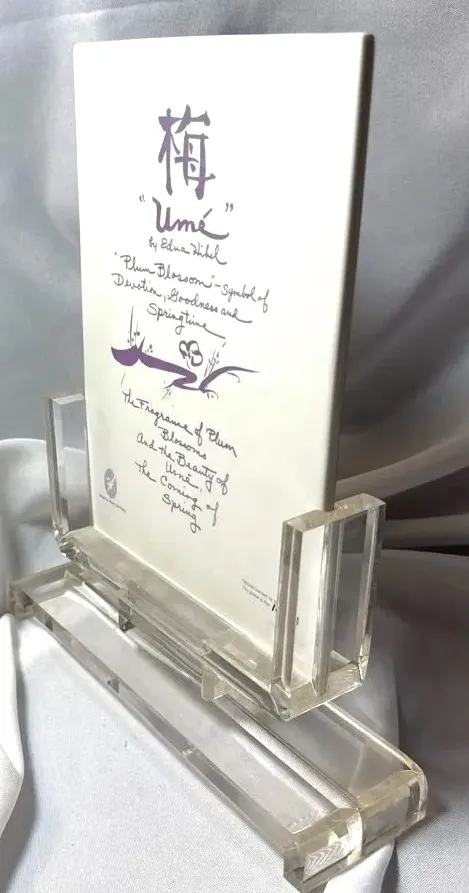 梅
"Umé"
by Edna Hibel
"Plum Blossom" - Symbol of
Devotion, Goodness and
Springtime
The Fragrance of Plum
Blossoms
And the Beauty of
Umé,
The Coming of
Spring